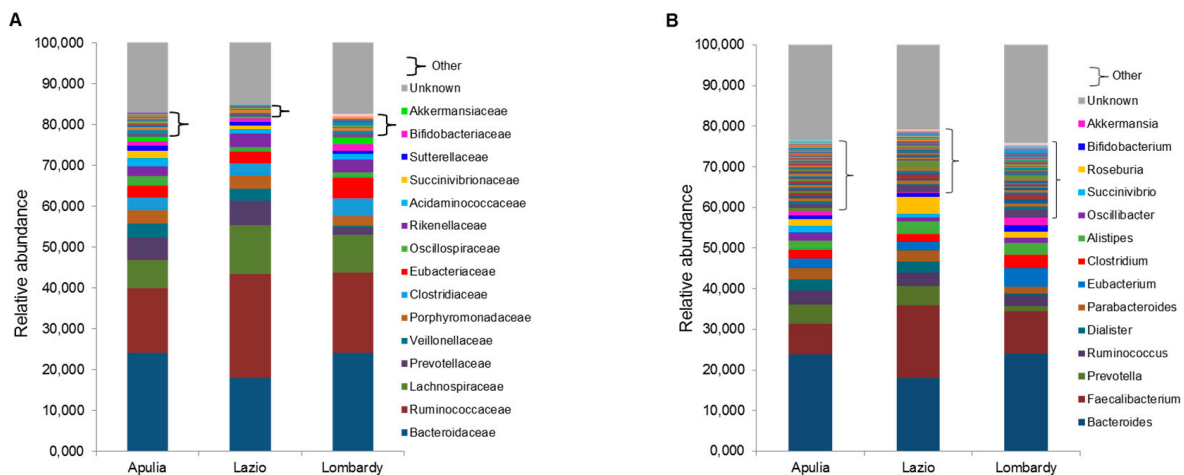 A
Relative abundance
100,000
90,000
80,000
70,000
60,000
50,000
40,000
30,000
20,000
10,000
0,000
Apulia Lazio Lombardy
Other
Unknown
Akkermansiaceae
Bifidobacteriaceae
Sutterellaceae
Succinivibrionaceae
Acidaminococcaceae
Rikenellaceae
Oscillospiraceae
Eubacteriaceae
Clostridiaceae
Porphyromonadaceae
Veillonellaceae
Prevotellaceae
Lachnospiraceae
Ruminococcaceae
Bacteroidaceae
B
Relative abundance
100,000
90,000
80,000
70,000
60,000
50,000
40,000
30,000
20,000
10,000
0,000
Apulia Lazio Lombardy
Other
Unknown
Akkermansia
Bifidobacterium
Roseburia
Succinivibrio
Oscillibacter
Alistipes
Clostridium
Eubacterium
Parabacteroides
Dialister
Ruminococcus
Prevotella
Faecalibacterium
Bacteroides